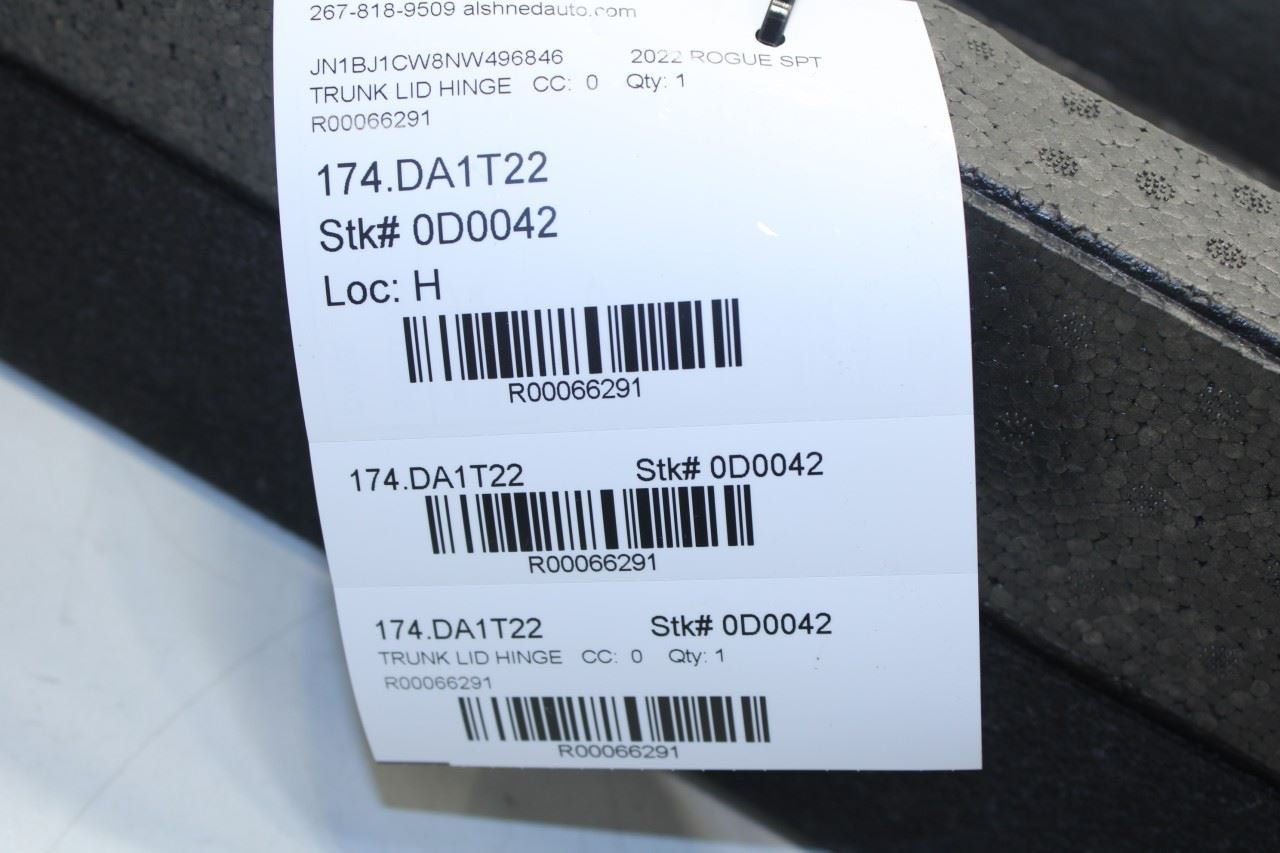 267-818-9509 alshnedauto.com
JN1BJ1CW8NW496846 2022 ROGUE SPT
TRUNK LID HINGE CC: 0 Qty: 1
R00066291
174.DA1T22
Stk# 0D0042
Loc: H
R00066291
174.DA1T22 Stk# 0D0042
R00066291
174.DA1T22 Stk# 0D0042
TRUNK LID HINGE CC: 0 Qty: 1
R00066291
R00066291